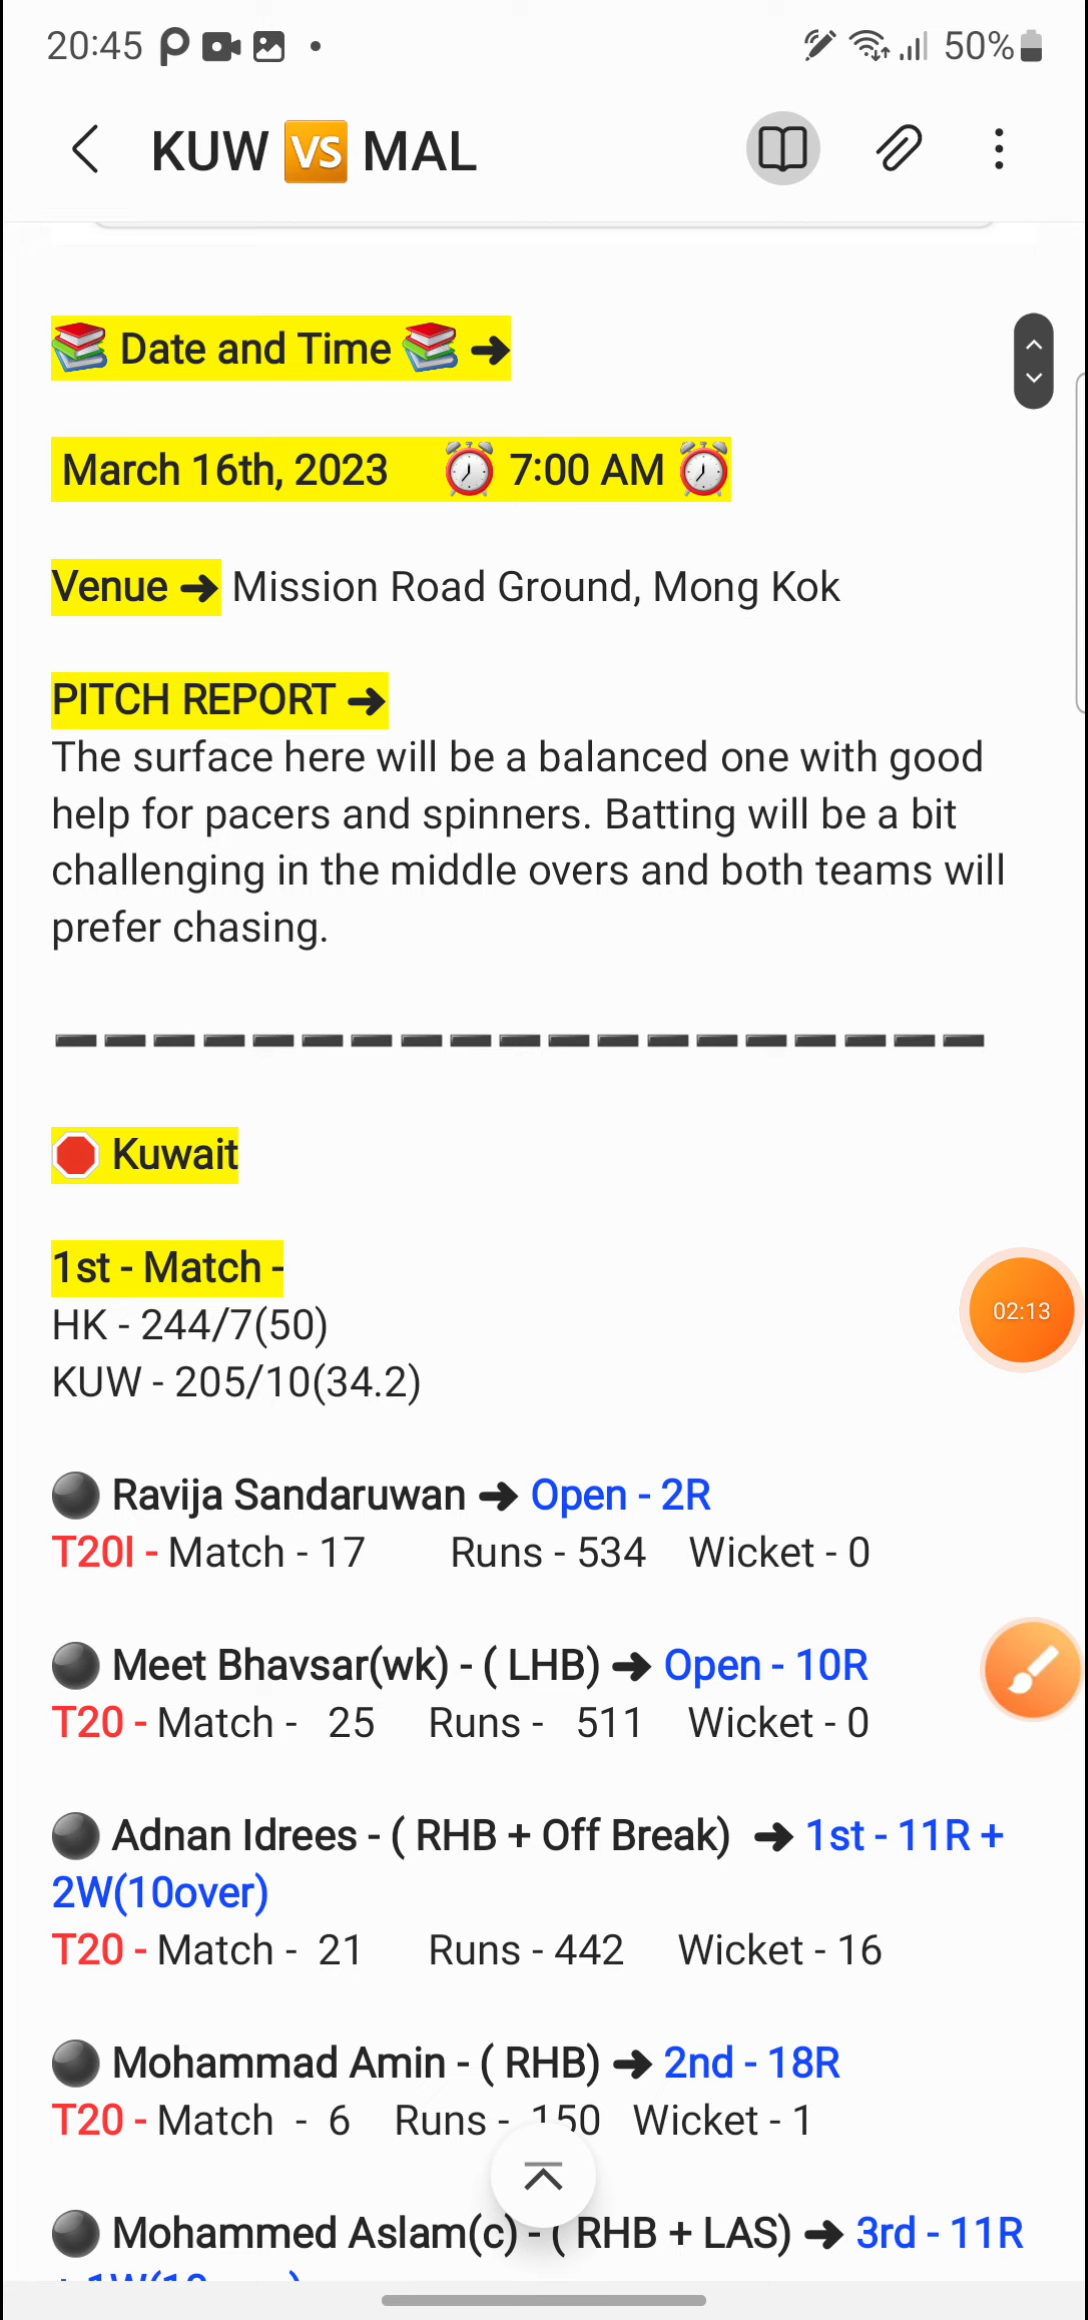 20:45 50%
KUW VS MAL
Date and Time
March 16th, 2023 7:00 AM
Venue ➔ Mission Road Ground, Mong Kok
PITCH REPORT ➔
The surface here will be a balanced one with good
help for pacers and spinners. Batting will be a bit
challenging in the middle overs and both teams will
prefer chasing.
Kuwait
1st - Match -
HK - 244/7(50)
02:13
KUW - 205/10(34.2)
Ravija Sandaruwan ➔ Open - 2R
T20I - Match - 17 Runs - 534 Wicket - 0
Meet Bhavsar(wk) - ( LHB) ➔ Open - 10R
T20 - Match - 25 Runs - 511 Wicket - 0
Adnan Idrees - ( RHB + Off Break) ➔ 1st - 11R +
2W(10over)
T20 - Match - 21 Runs - 442 Wicket - 16
Mohammad Amin - ( RHB) ➔ 2nd - 18R
T20 - Match - 6 Runs - 150 Wicket - 1
Mohammed Aslam(c) - ( RHB + LAS) ➔ 3rd - 11R